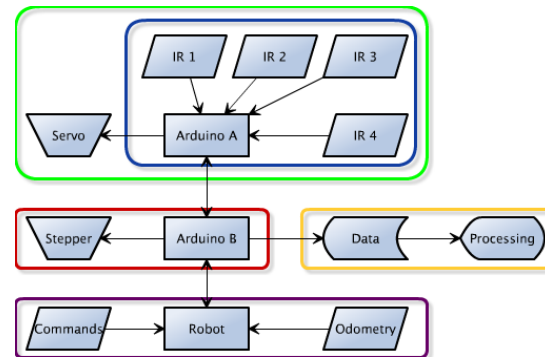 IR 1
IR 2
IR 3
Servo
Arduino A
IR 4
Stepper
Arduino B
Data
Processing
Commands
Robot
Odometry